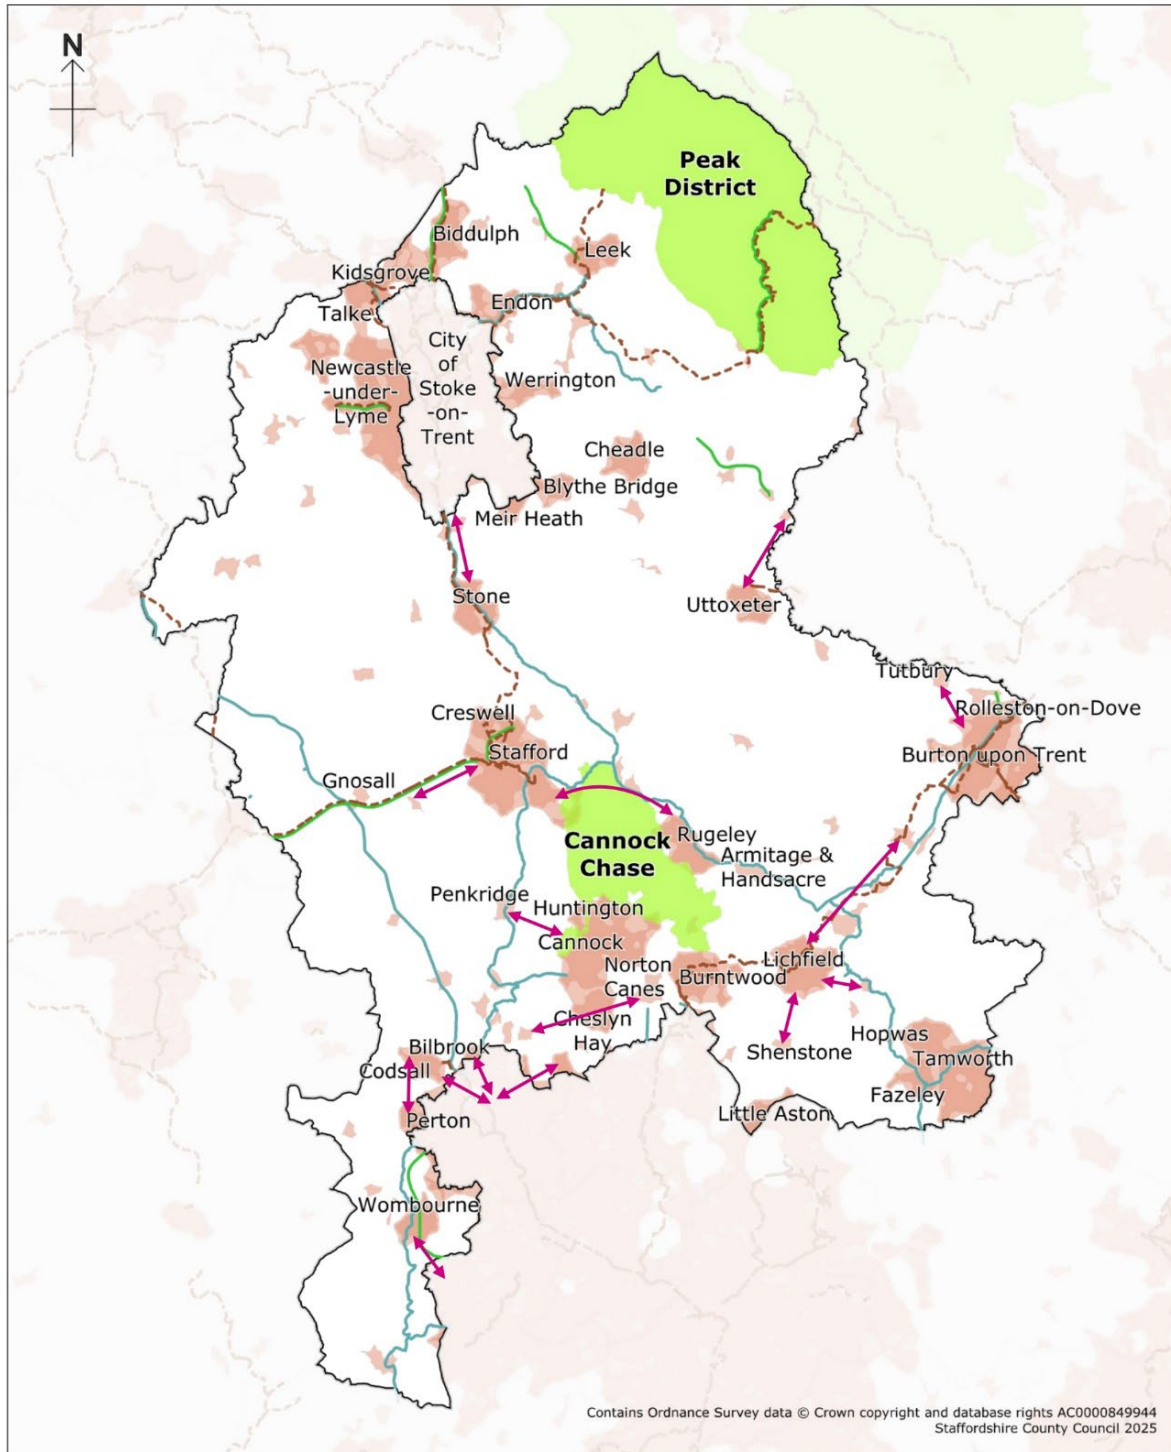 N
Peak
District
Biddulph
Leek
Kidsgrove
Endon
Talke
City
of
Stoke
-on-
Trent
Newcastle
-under-
Lyme
Werrington
Cheadle
Blythe Bridge
Meir Heath
Stone
Uttoxeter
Tutbury
Rolleston-on-Dove
Creswell
Stafford
Burton upon Trent
Gnosall
Cannock
Chase
Rugeley
Armitage &
Handsacre
Penkridge
Huntington
Cannock
Lichfield
Norton
Canes
Burntwood
Cheslyn
Hay
Hopwas
Shenstone
Tamworth
Bilbrook
Codsall
Fazeley
Perton
Little Aston
Wombourne
Contains Ordnance Survey data © Crown copyright and database rights AC0000849944
Staffordshire County Council 2025